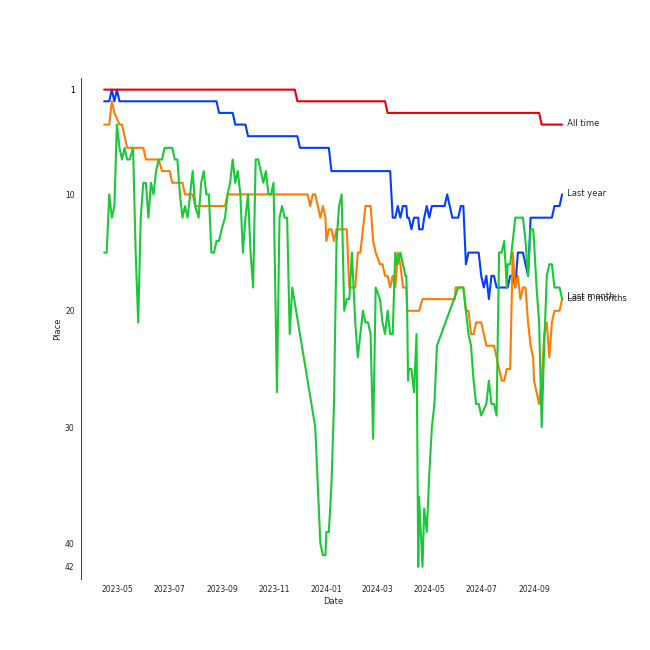 1
10
20
30
40
42
Place
2023-05
2023-07
2023-09
2023-11
2024-01
2024-03
2024-05
2024-07
2024-09
Date
All time
Last year
Last month
Last 6 months